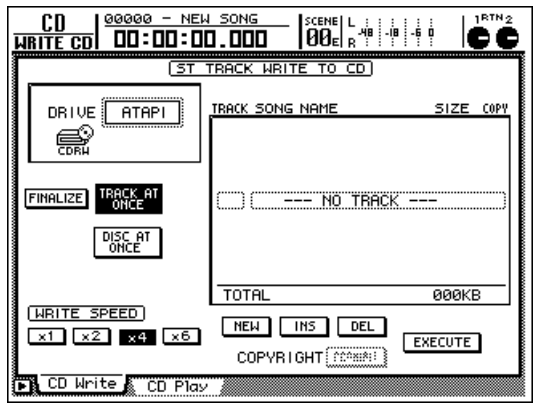 CD 00000 - NEW SONG SCENE L 1RTN2
WRITE CD 00:00:00.000 00E R -48 -18 -6 0
ST TRACK WRITE TO CD
DRIVE ATAPI
CDRW
TRACK SONG NAME SIZE COPY
--- NO TRACK ---
FINALIZE TRACK AT ONCE
DISC AT ONCE
TOTAL 000KB
WRITE SPEED
x1 x2 x4 x6
NEW INS DEL
EXECUTE
COPYRIGHT
CD Write CD Play